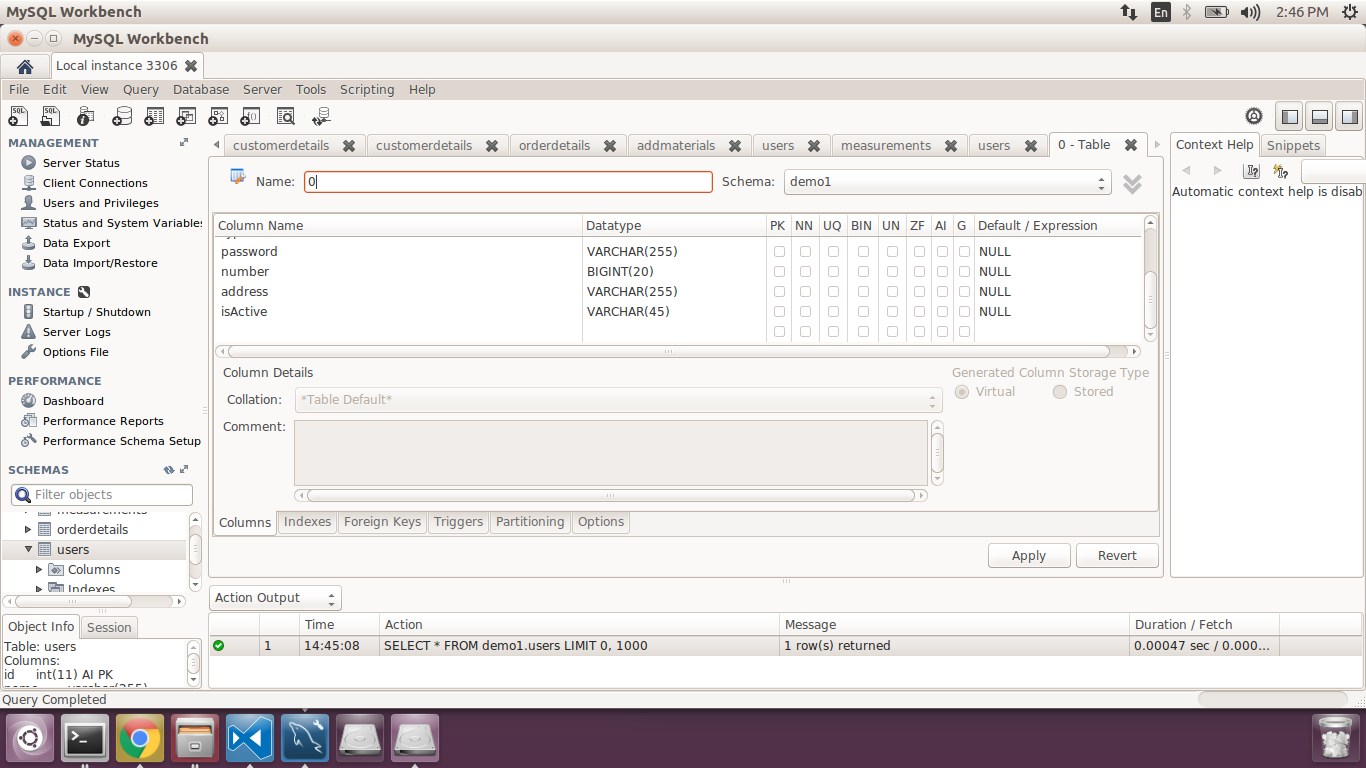 MySQL Workbench
En
2:46 PM
MySQL Workbench
Local instance 3306
File Edit View Query Database Server Tools Scripting Help
MANAGEMENT
Server Status
Client Connections
Users and Privileges
Status and System Variables
Data Export
Data Import/Restore
INSTANCE
Startup / Shutdown
Server Logs
Options File
PERFORMANCE
Dashboard
Performance Reports
Performance Schema Setup
SCHEMAS
Filter objects
measurements
orderdetails
users
Columns
Indexes
Object Info Session
Table: users
Columns:
id int(11) AI PK
name varchar(255)
customerdetails customerdetails orderdetails addmaterials users measurements users 0 - Table
Name: 0 Schema: demo1
Column Name Datatype PK NN UQ BIN UN ZF AI G Default / Expression
password VARCHAR(255) NULL
number BIGINT(20) NULL
address VARCHAR(255) NULL
isActive VARCHAR(45) NULL
Column Details
Generated Column Storage Type
Collation: *Table Default*
Virtual Stored
Comment:
Columns Indexes Foreign Keys Triggers Partitioning Options
Apply Revert
Context Help Snippets
Automatic context help is disab
Action Output
Time Action Message Duration / Fetch
1 14:45:08 SELECT * FROM demo1.users LIMIT 0, 1000 1 row(s) returned 0.00047 sec / 0.000...
Query Completed